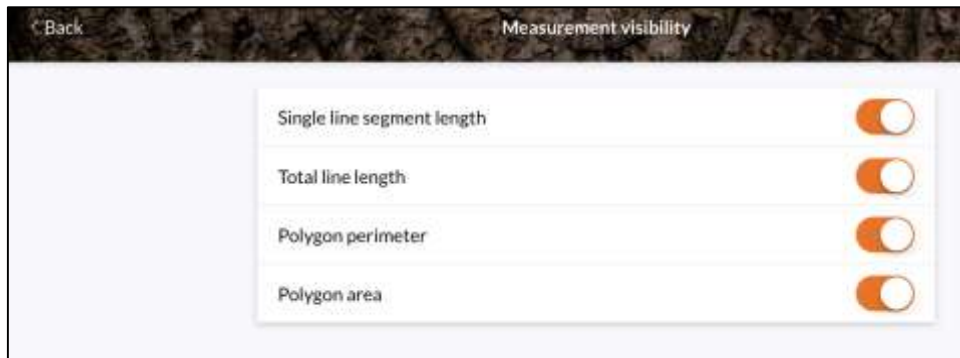 Back
Measurement visibility
Single line segment length
Total line length
Polygon perimeter
Polygon area